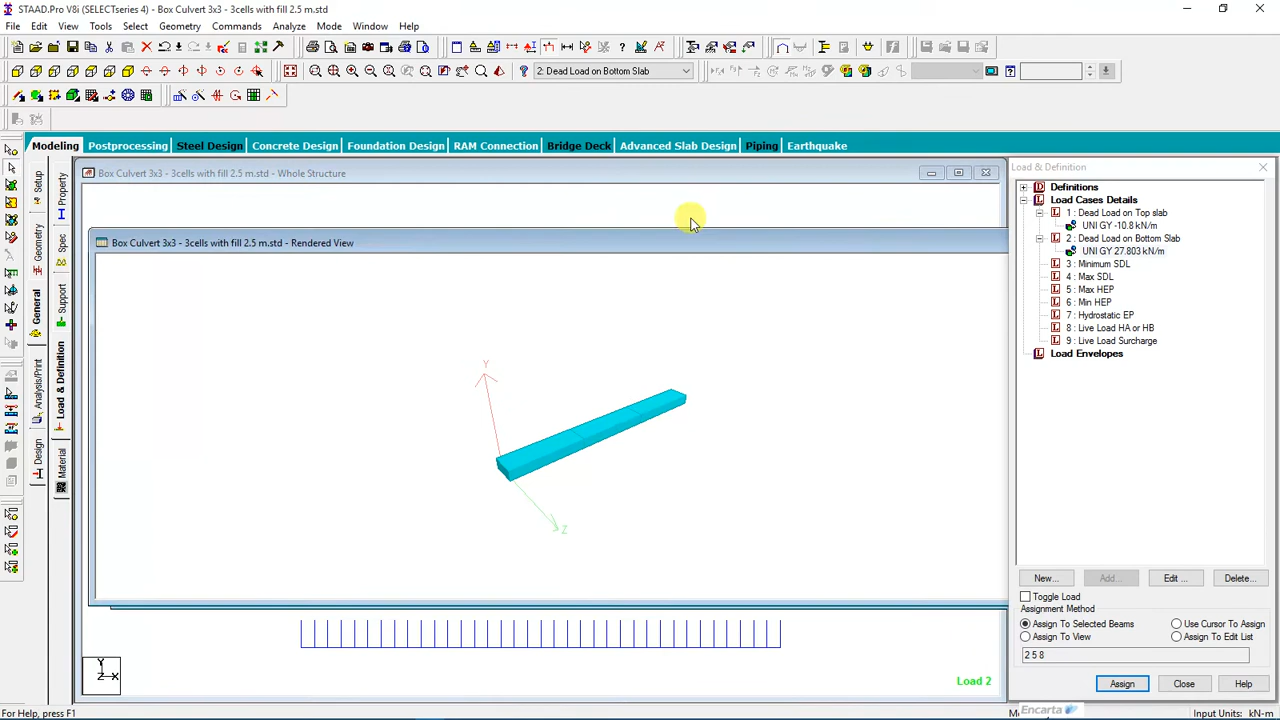 STAAD.Pro V8i (SELECTseries 4) - Box Culvert 3x3 - 3cells with fill 2.5 m.std
File Edit View Tools Select Geometry Commands Analyze Mode Window Help
2: Dead Load on Bottom Slab
Modeling Postprocessing Steel Design Concrete Design Foundation Design RAM Connection Bridge Deck Advanced Slab Design Piping Earthquake
Setup
Geometry
General
Analysis/Print
Design
Property
Spec
Support
Load & Definition
Material
Box Culvert 3x3 - 3cells with fill 2.5 m.std - Whole Structure
Box Culvert 3x3 - 3cells with fill 2.5 m.std - Rendered View
Y
Z
Y
Z X
Load 2
Load & Definition
Definitions
Load Cases Details
1 : Dead Load on Top slab
UNI GY -10.8 kN/m
2 : Dead Load on Bottom Slab
UNI GY 27.803 kN/m
3 : Minimum SDL
4 : Max SDL
5 : Max HEP
6 : Min HEP
7 : Hydrostatic EP
8 : Live Load HA or HB
9 : Live Load Surcharge
Load Envelopes
New... Add... Edit ... Delete...
Toggle Load
Assignment Method
Assign To Selected Beams Use Cursor To Assign
Assign To View Assign To Edit List
2 5 8
Assign Close Help
For Help, press F1
Encarta
Input Units: kN-m